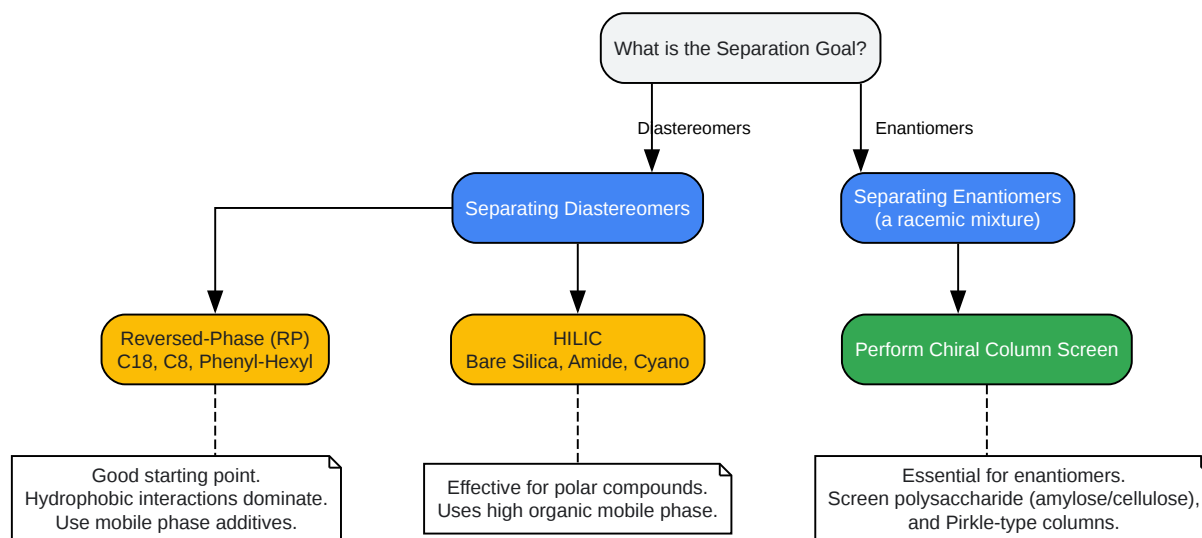 What is the Separation Goal?
Diastereomers
Enantiomers
Separating Diastereomers
Separating Enantiomers
(a racemic mixture)
Reversed-Phase (RP)
C18, C8, Phenyl-Hexyl
HILIC
Bare Silica, Amide, Cyano
Perform Chiral Column Screen
Good starting point.
Hydrophobic interactions dominate.
Use mobile phase additives.
Effective for polar compounds.
Uses high organic mobile phase.
Essential for enantiomers.
Screen polysaccharide (amylose/cellulose),
and Pirkle-type columns.